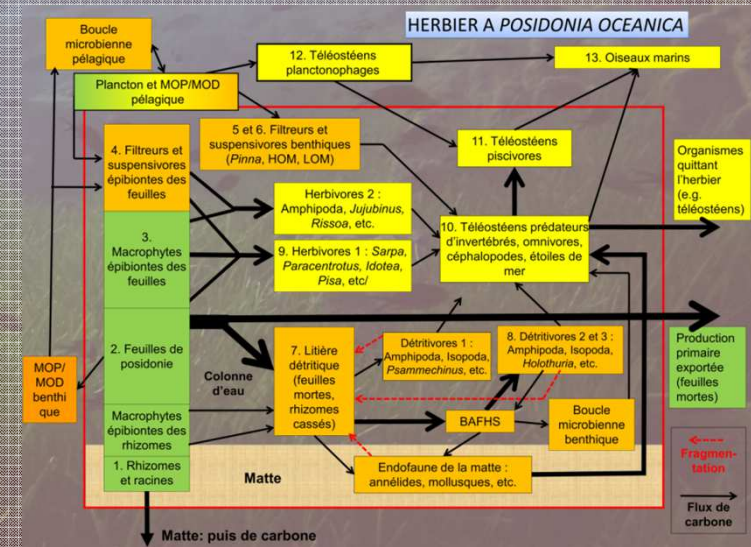 HERBIER A POSIDONIA OCEANICA
Boucle
microbienne
pélagique
Plancton et MOP/MOD
pélagique
12. Téléostéens
planctonophages
13. Oiseaux marins
4. Filtreurs et
suspensivores
épibiontes des
feuilles
5 et 6. Filtreurs et
suspensivores benthiques
(Pinna, HOM, LOM)
11. Téléostéens
piscivores
Organismes
quittant
l'herbier
(e.g.
téléostéens)
Herbivores 2 :
Amphipoda, Jujubinus,
Rissoa, etc.
3.
Macrophytes
épibiontes des
feuilles
9. Herbivores 1 : Sarpa,
Paracentrotus, Idotea,
Pisa, etc/
10. Téléostéens prédateurs
d'invertébrés, omnivores,
céphalopodes, étoiles de
mer
2. Feuilles de
posidonie
MOP/
MOD
benthi
que
Colonne
d'eau
7. Litière
détritique
(feuilles
mortes,
rhizomes
cassés)
Détritivores 1 :
Amphipoda, Isopoda,
Psammechinus, etc.
8. Détritivores 2 et 3 :
Amphipoda, Isopoda,
Holothuria, etc.
Production
primaire
exportée
(feuilles
mortes)
Macrophytes
épibiontes des
rhizomes
BAFHS
Boucle
microbienne
benthique
1. Rhizomes
et racines
Matte
Endofaune de la matte :
annélides, mollusques, etc.
Fragmen-
tation
Flux de
carbone
Matte: puis de carbone